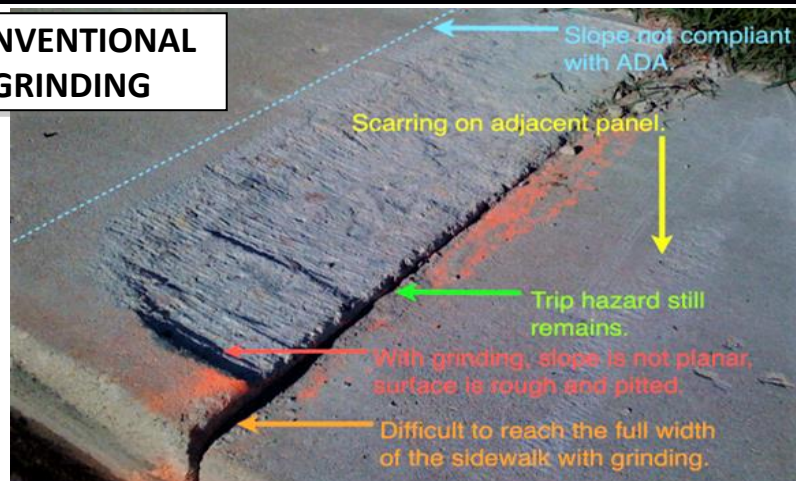 NVENTIONAL
GRINDING
Slope not compliant
with ADA.
Scarring on adjacent panel.
Trip hazard still
remains.
With grinding, slope is not planar,
surface is rough and pitted.
Difficult to reach the full width
of the sidewalk with grinding.